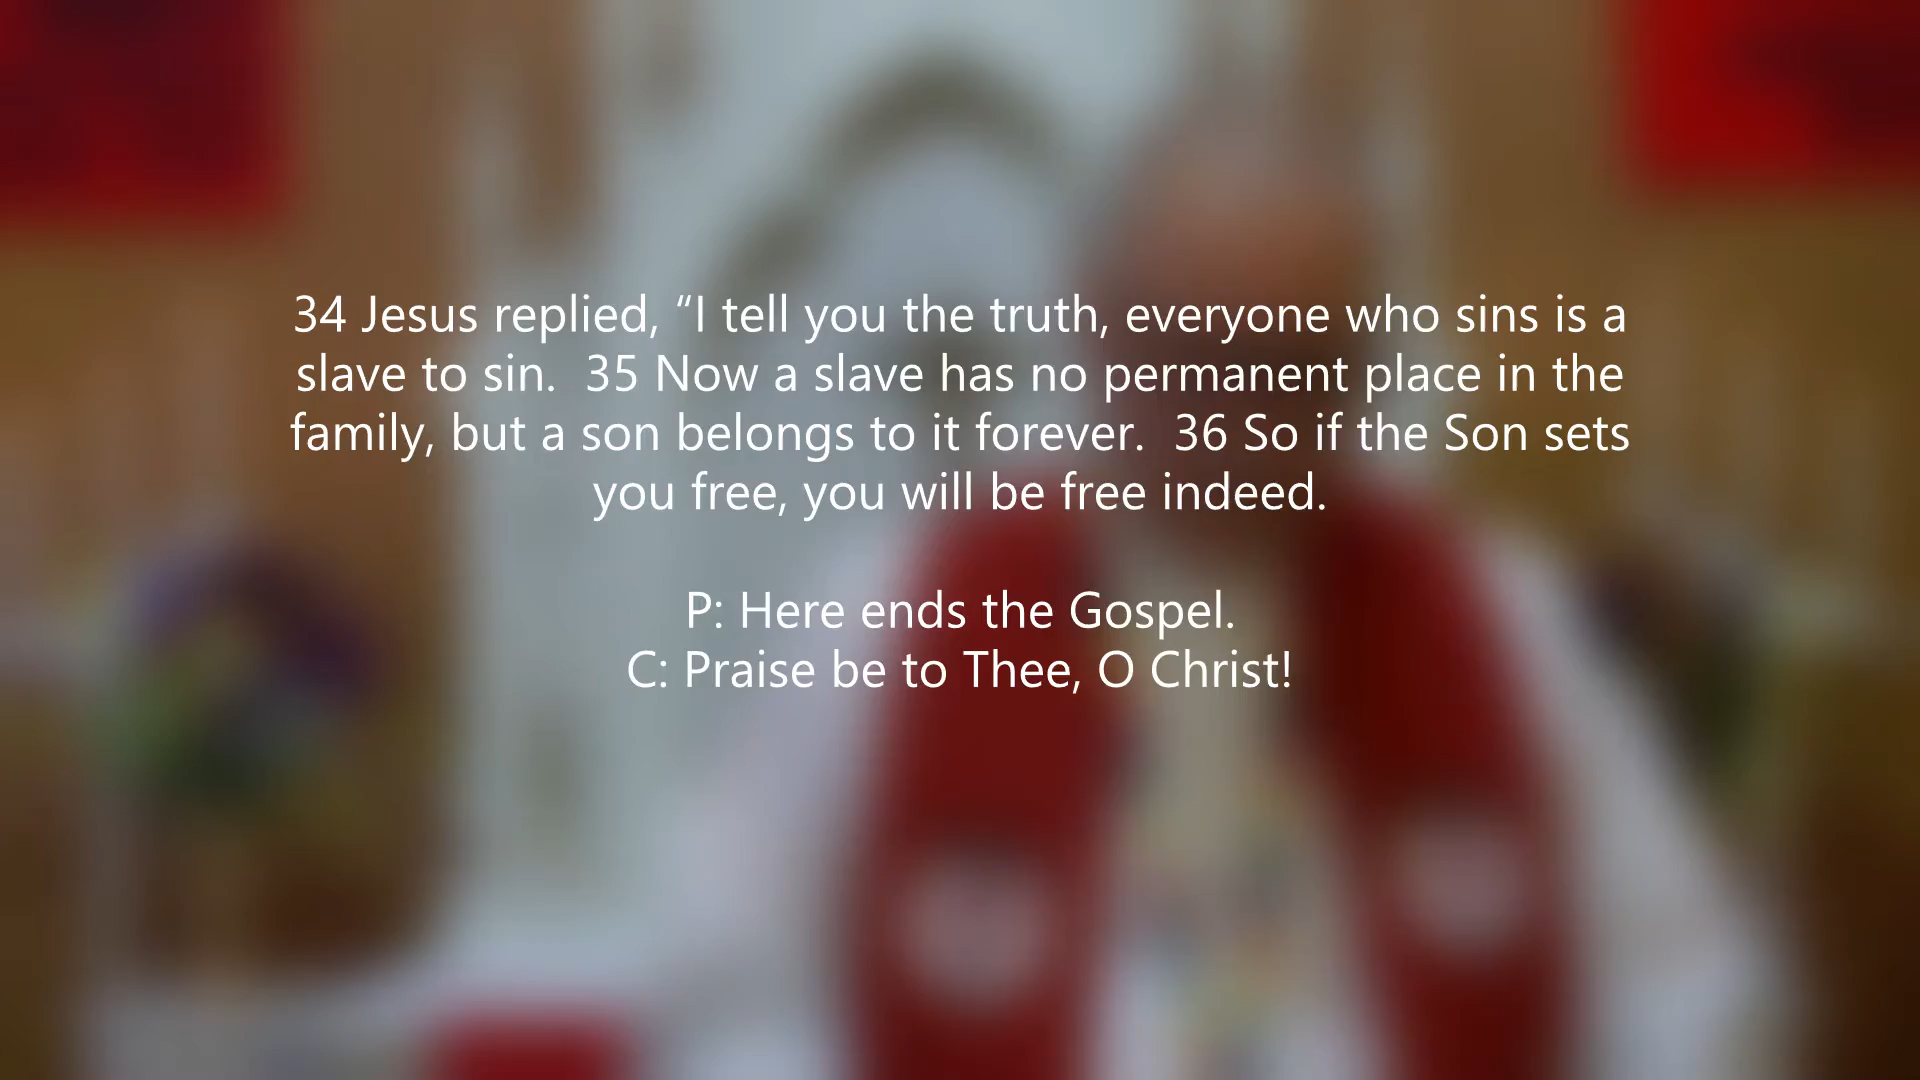 34 Jesus replied, “I tell you the truth, everyone who sins is a
slave to sin.  35 Now a slave has no permanent place in the
family, but a son belongs to it forever.  36 So if the Son sets
you free, you will be free indeed.
P: Here ends the Gospel.
C: Praise be to Thee, O Christ!